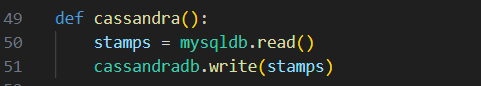 49 def cassandra():
50     stamps = mysqldb.read()
51     cassandradb.write(stamps)